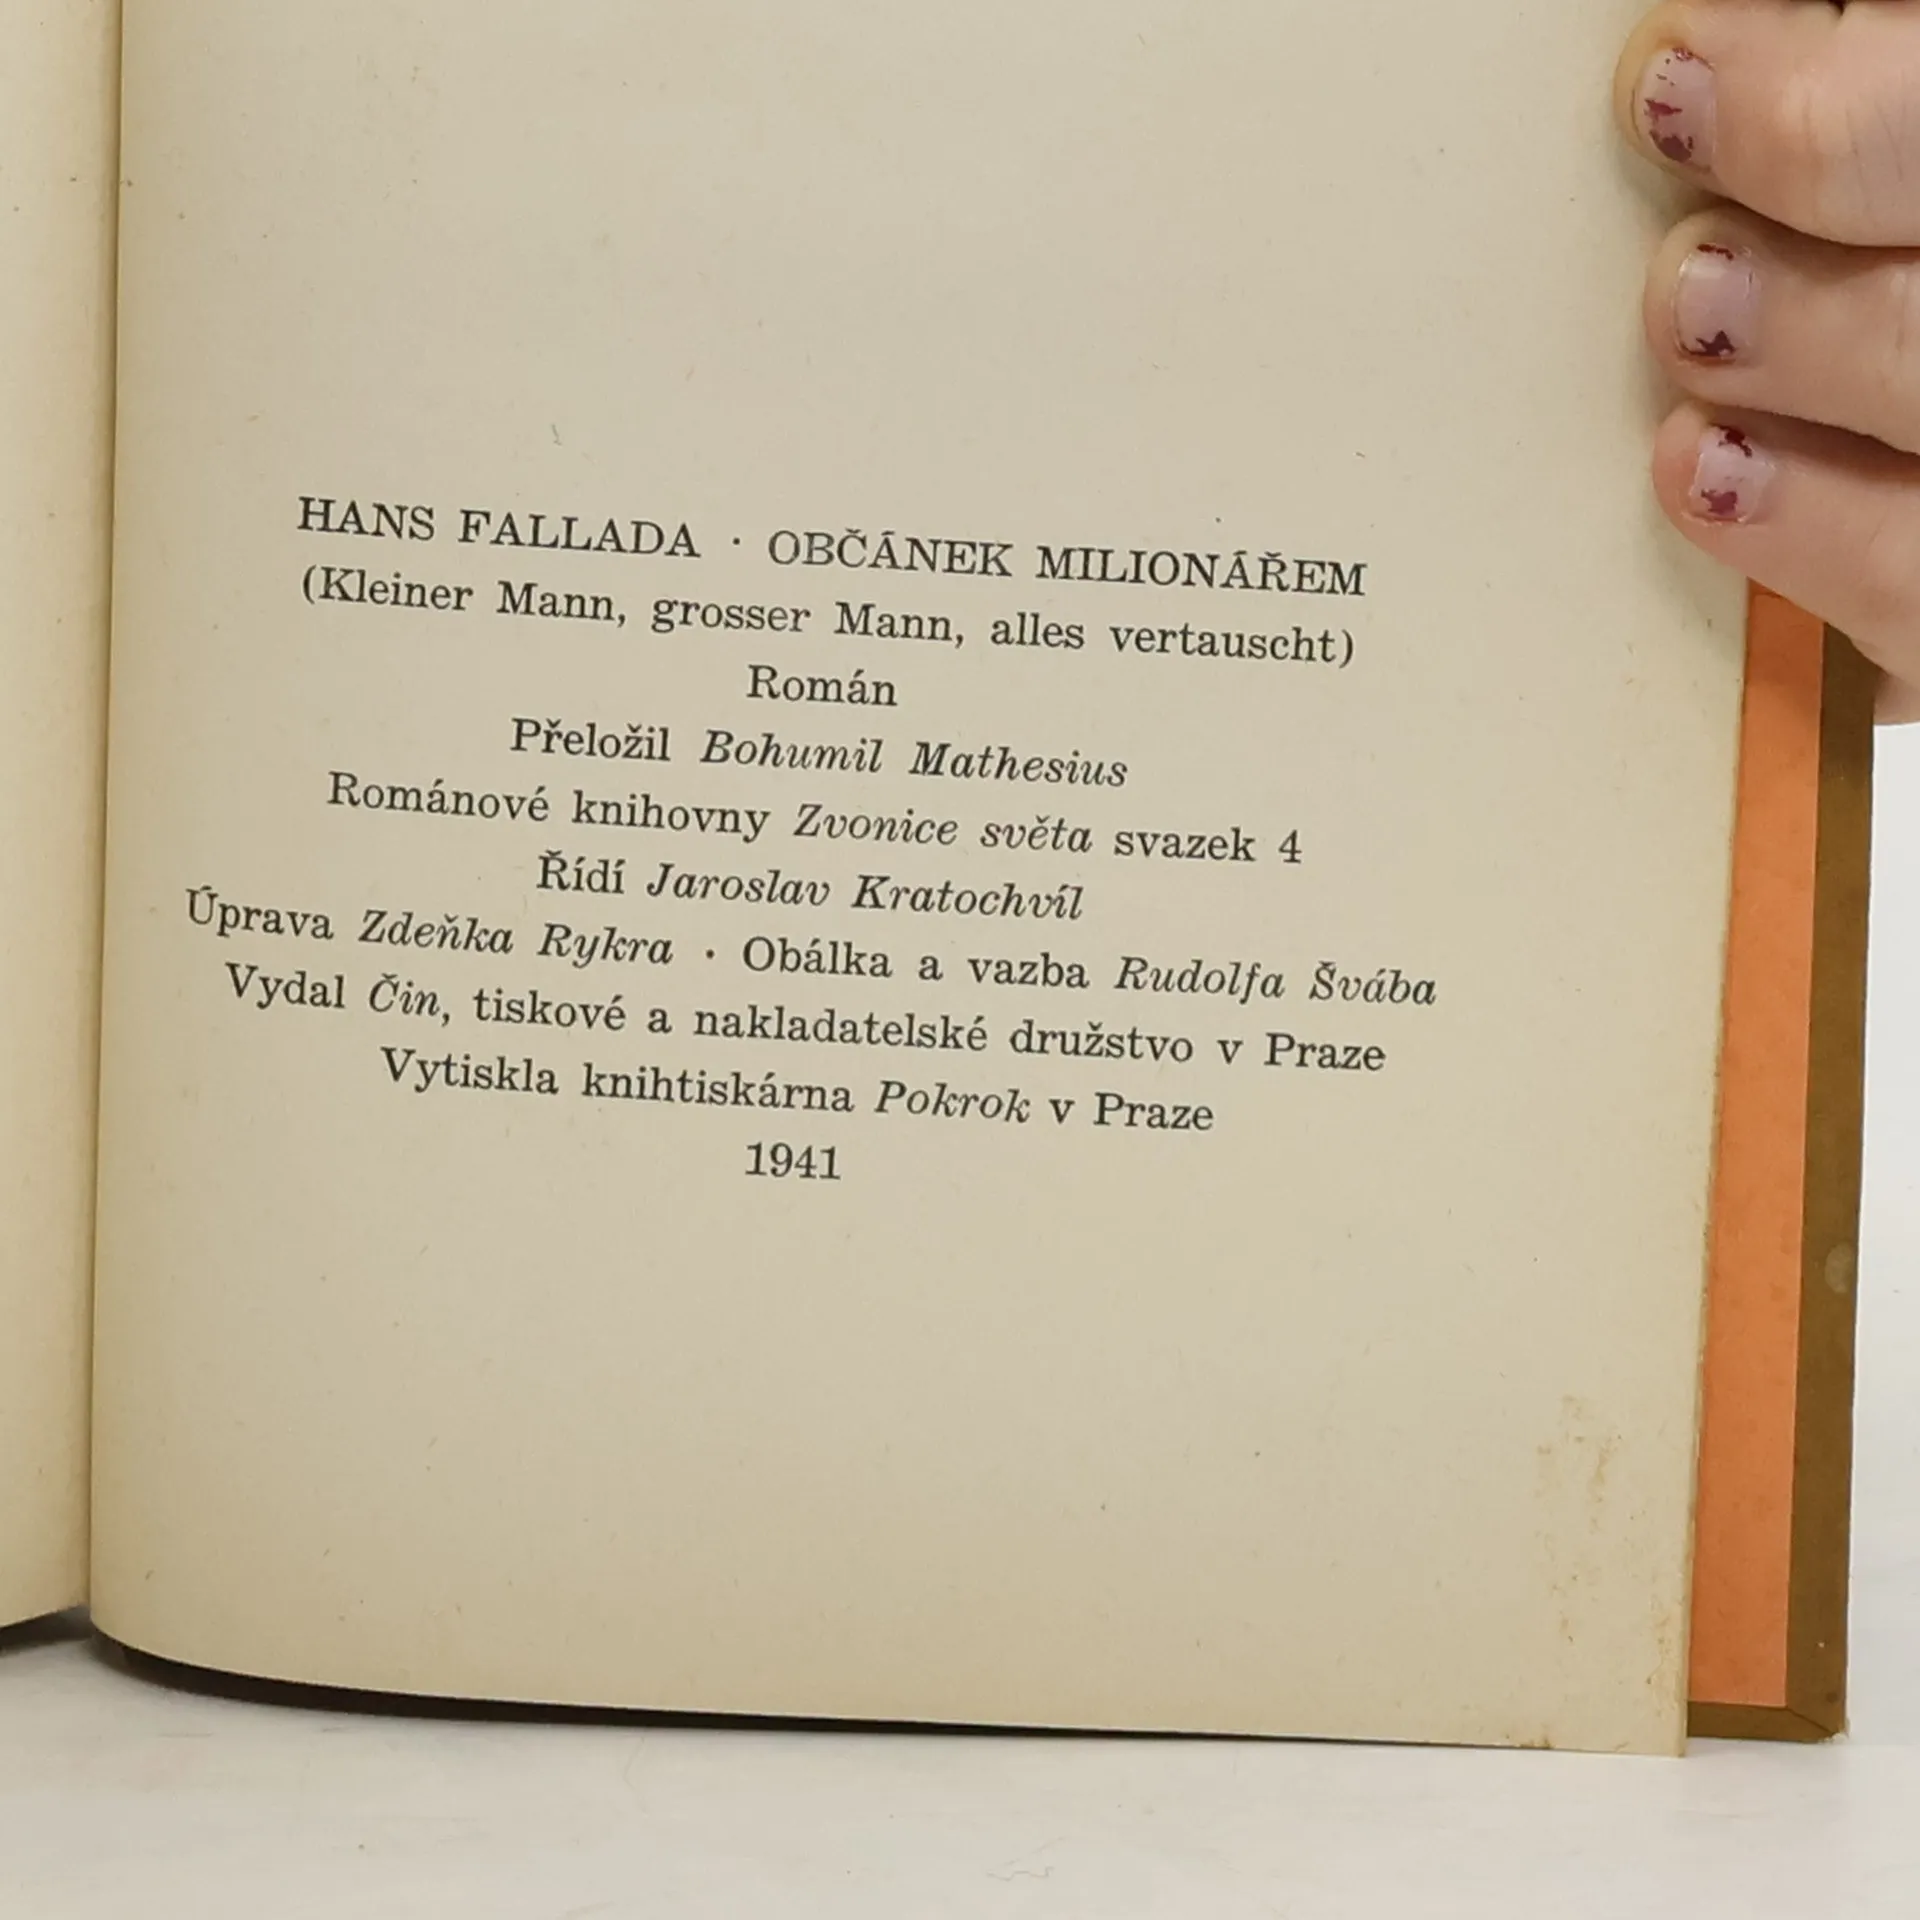 HANS FALLADA · OBČÁNEK MILIONÁŘEM
(Kleiner Mann, grosser Mann, alles vertauscht)
Román
Přeložil Bohumil Mathesius
Románové knihovny Zvonice světa svazek 4
Řídí Jaroslav Kratochvíl
Úprava Zdeňka Rykra · Obálka a vazba Rudolfa Švába
Vydal Čin, tiskové a nakladatelské družstvo v Praze
Vytiskla knihtiskárna Pokrok v Praze
1941